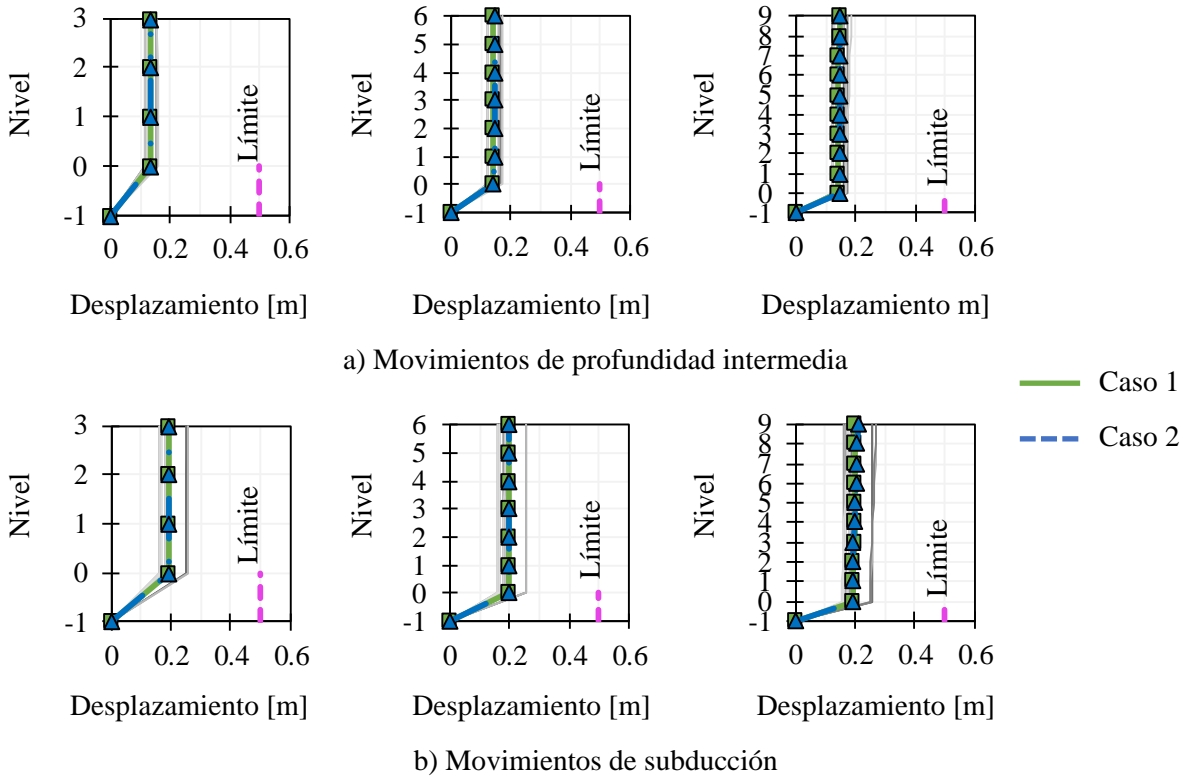 3
2
1
0
-1
Nivel
Límite
0 0.2 0.4 0.6
Desplazamiento [m]
6
5
4
3
2
1
0
-1
Nivel
Límite
0 0.2 0.4 0.6
Desplazamiento [m]
9
8
7
6
5
4
3
2
1
0
-1
Nivel
Límite
0 0.2 0.4 0.6
Desplazamiento m]
a) Movimientos de profundidad intermedia
Caso 1
Caso 2
3
2
1
0
-1
Nivel
Límite
0 0.2 0.4 0.6
Desplazamiento [m]
6
5
4
3
2
1
0
-1
Nivel
Límite
0 0.2 0.4 0.6
Desplazamiento [m]
9
8
7
6
5
4
3
2
1
0
-1
Nivel
Límite
0 0.2 0.4 0.6
Desplazamiento [m]
b) Movimientos de subducción